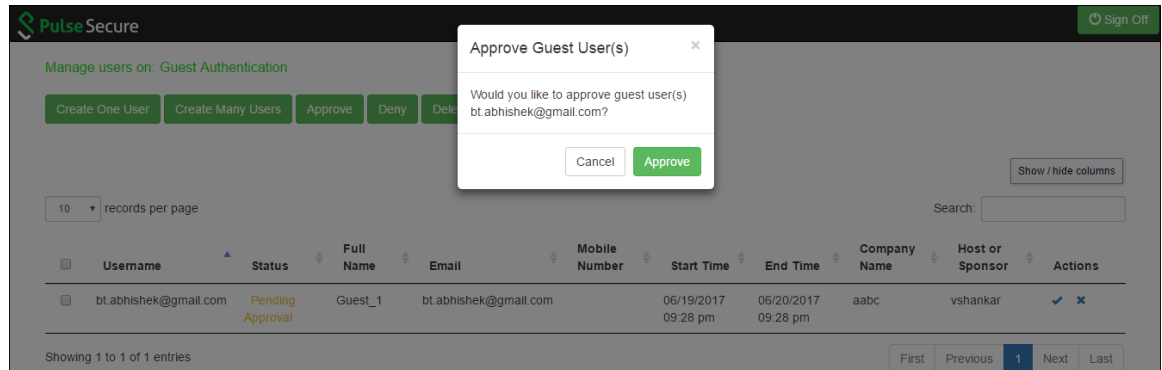 Pulse Secure
Sign Off
Manage users on: Guest Authentication
Create One User Create Many Users Approve Deny
Approve Guest User(s) ×
Would you like to approve guest user(s)
bt.abhishek@gmail.com?
Cancel Approve
Show / hide columns
10 records per page
Search:
Username Status Full Name Email Mobile Number Start Time End Time Company Name Host or Sponsor Actions
bt.abhishek@gmail.com Pending Approval Guest_1 bt.abhishek@gmail.com 06/19/2017 09:28 pm 06/20/2017 09:28 pm aabc vshankar
Showing 1 to 1 of 1 entries
First Previous 1 Next Last